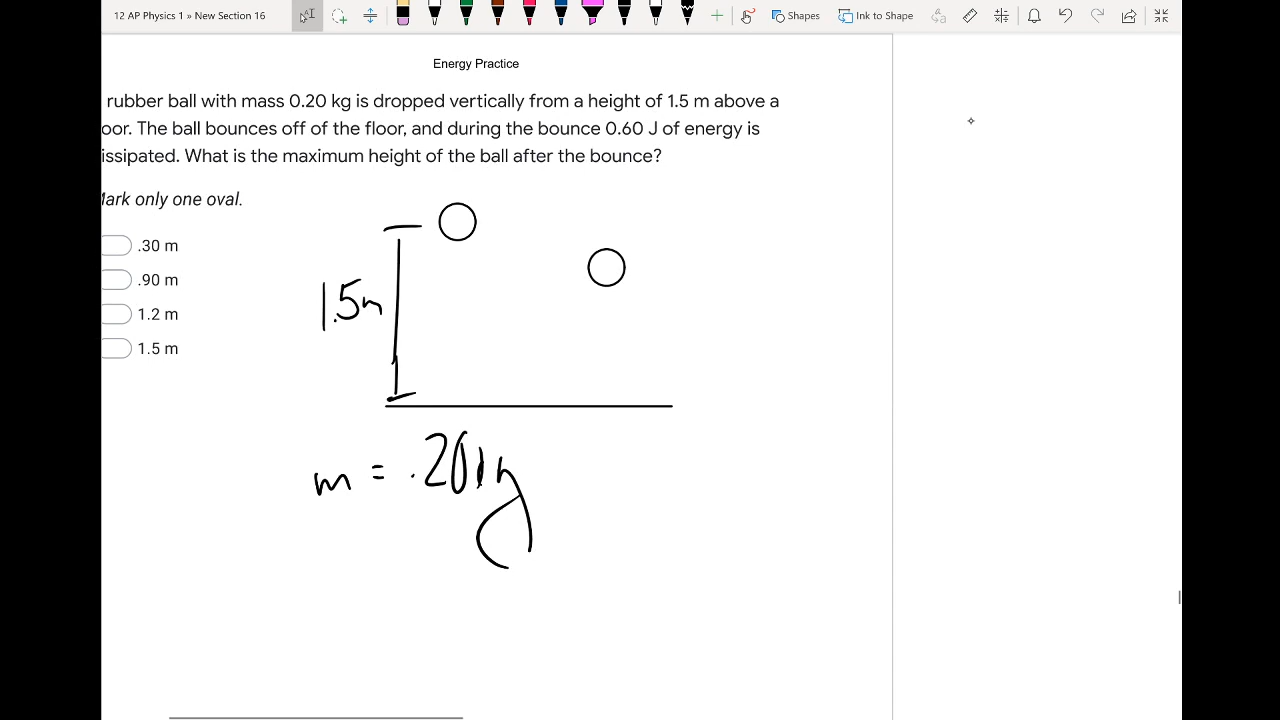 12 AP Physics 1 » New Section 16
Shapes
Ink to Shape
Energy Practice
rubber ball with mass 0.20 kg is dropped vertically from a height of 1.5 m above a
oor. The ball bounces off of the floor, and during the bounce 0.60 J of energy is
issipated. What is the maximum height of the ball after the bounce?
ark only one oval.
.30 m
.90 m
1.2 m
1.5 m
1.5m
m = .20kg